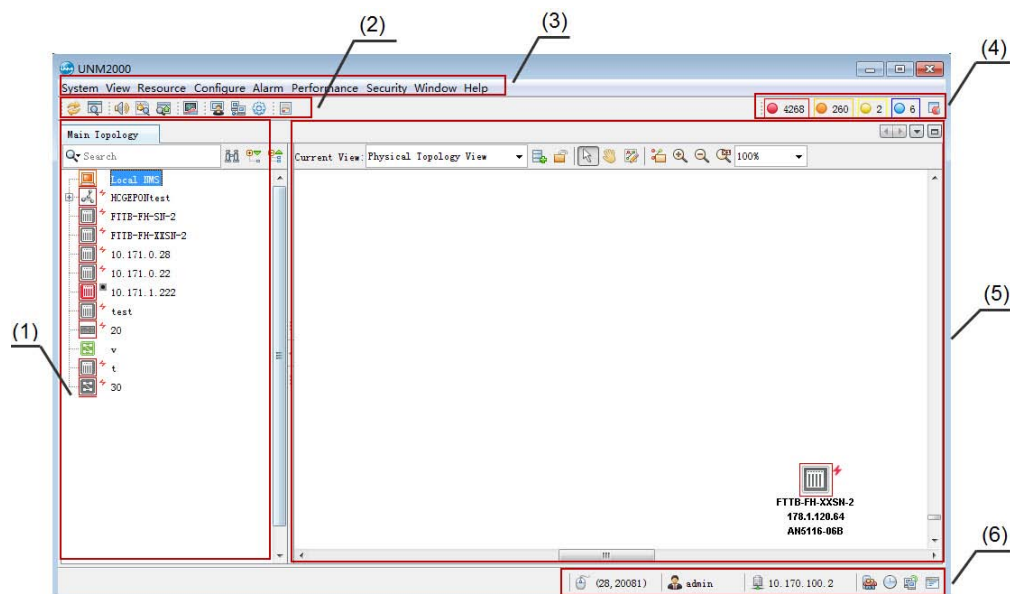 (2)
(3)
(4)
UNM2000
System View Resource Configure Alarm Performance Security Window Help
4268 260 2 6
Main Topology
Search
Current View: Physical Topology View 100%
Local NMS
HCGEPONtest
FTTB-FH-SN-2
FTTB-FH-XXSN-2
10.171.0.28
10.171.0.22
10.171.1.222
test
20
v
t
30
(1)
(5)
FTTB-FH-XXSN-2
178.1.120.64
AN5116-06B
(6)
(28, 20081) admin 10.170.100.2